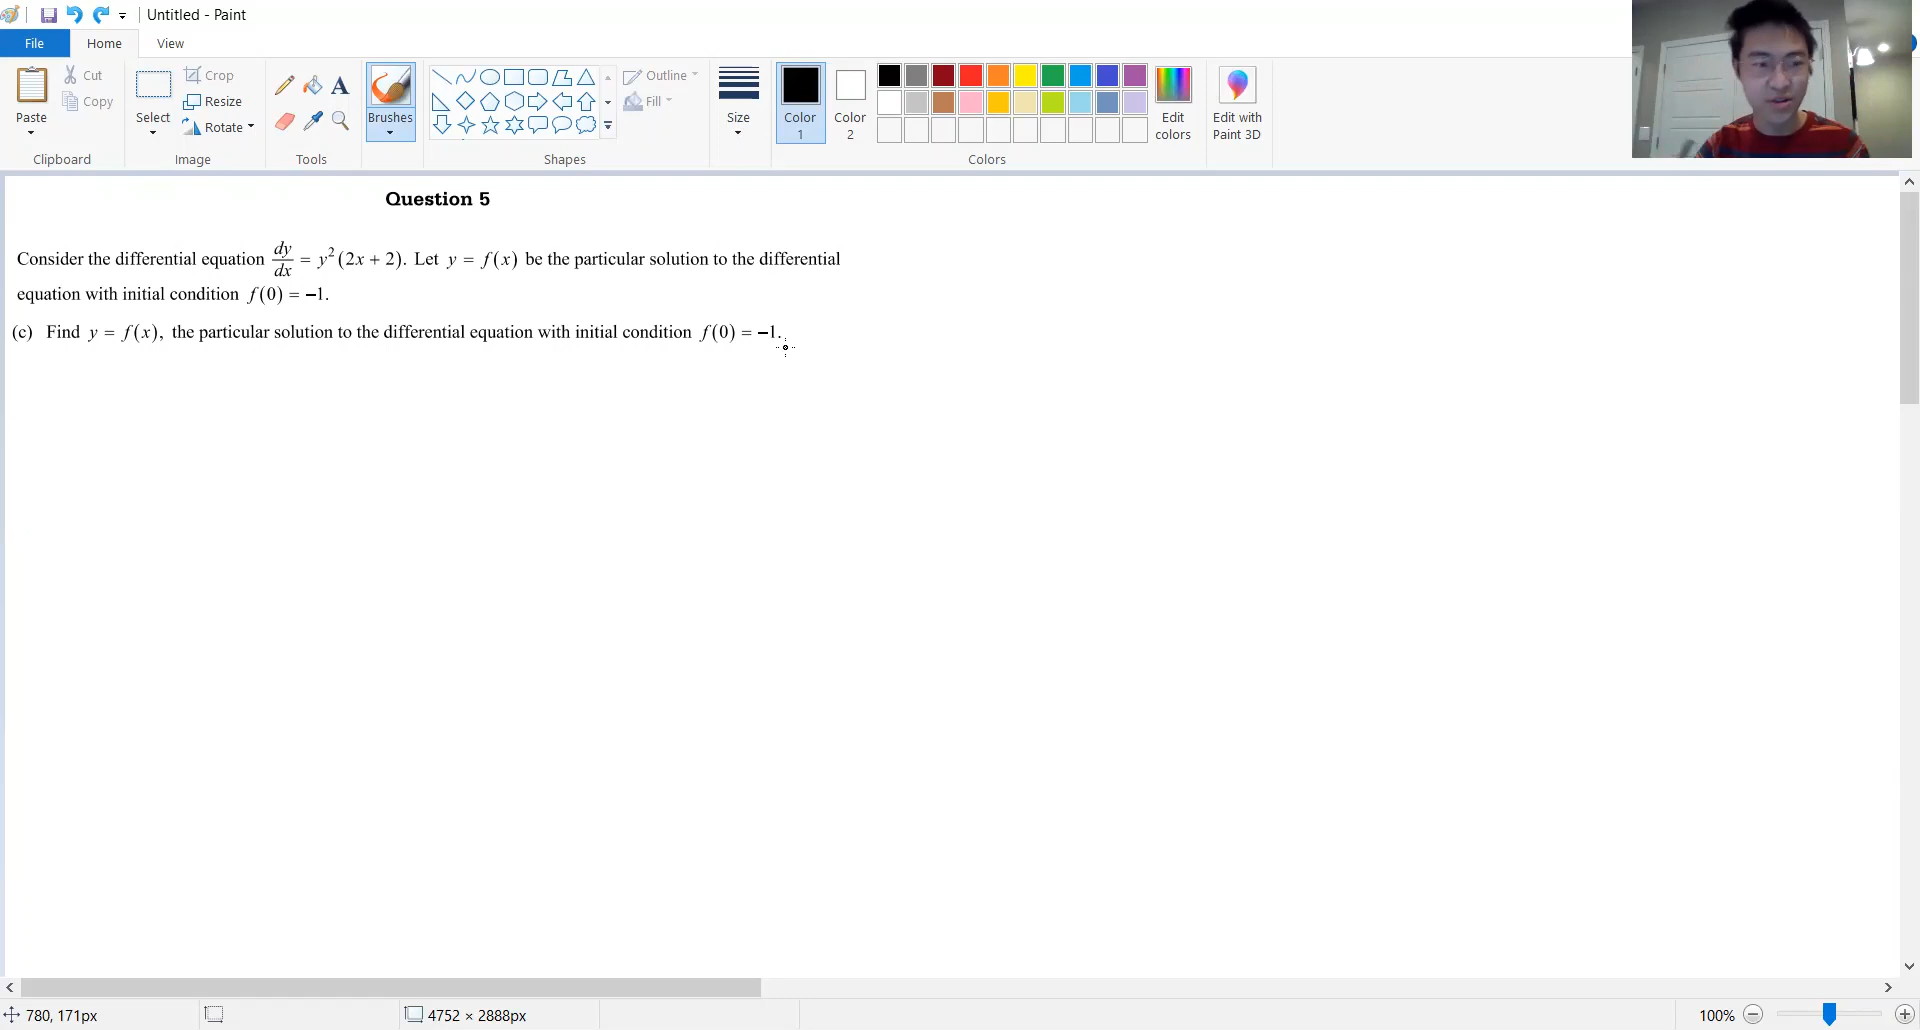 Untitled - Paint
File Home View
Paste
Cut
Copy
Clipboard
Select
Crop
Resize
Rotate
Image
A
Tools
Brushes
Outline
Fill
Shapes
Size
Color 1
Color 2
Edit colors
Colors
Edit with Paint 3D
Question 5
Consider the differential equation dy/dx = y²(2x + 2). Let y = f(x) be the particular solution to the differential
equation with initial condition f(0) = −1.
(c) Find y = f(x), the particular solution to the differential equation with initial condition f(0) = −1.
780, 171px
4752 × 2888px
100%